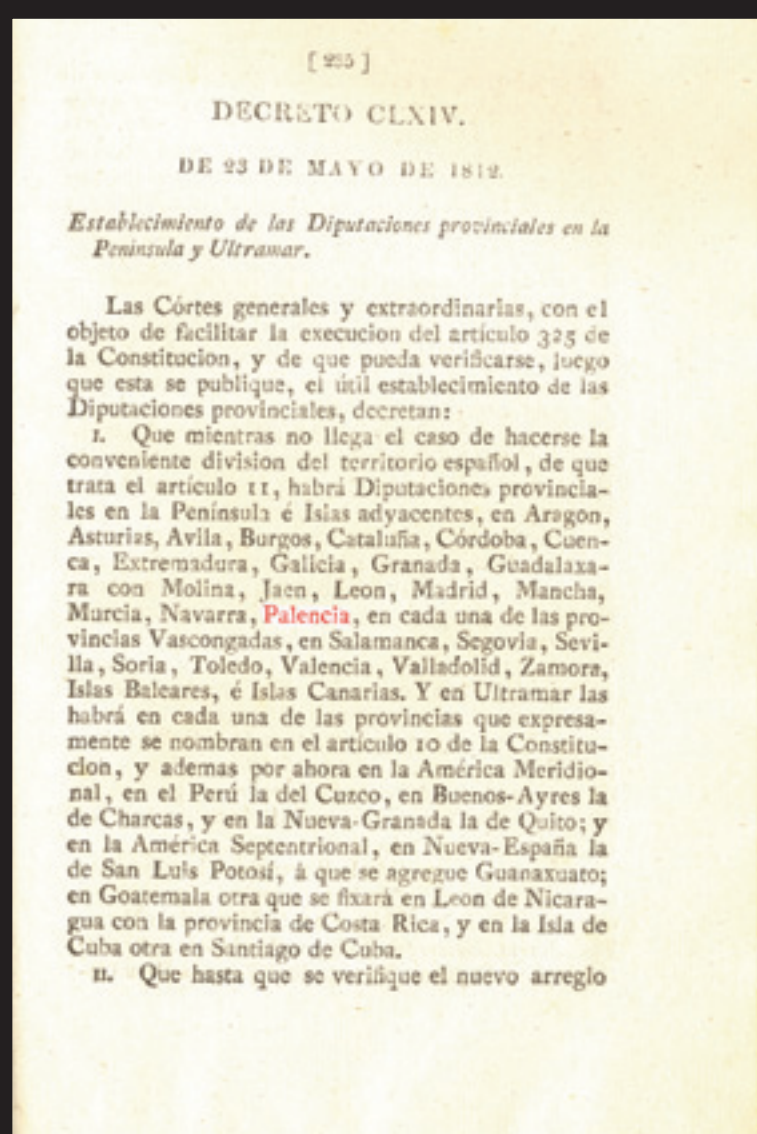 [ 235 ]
DECRETO CLXIV.
DE 23 DE MAYO DE 1812.
Establecimiento de las Diputaciones provinciales en la
Península y Ultramar.
Las Córtes generales y extraordinarias, con el
objeto de facilitar la execucion del artículo 325 de
la Constitucion, y de que pueda verificarse, luego
que esta se publique, el útil establecimiento de las
Diputaciones provinciales, decretan:
I. Que mientras no llega el caso de hacerse la
conveniente division del territorio español, de que
trata el artículo 11, habrá Diputaciones provincia-
les en la Península é Islas adyacentes, en Aragon,
Asturias, Avila, Burgos, Cataluña, Córdoba, Cuen-
ca, Extremadura, Galicia, Granada, Guadalaxa-
ra con Molina, Jaen, Leon, Madrid, Mancha,
Murcia, Navarra, Palencia, en cada una de las pro-
vincias Vascongadas, en Salamanca, Segovia, Sevi-
lla, Soria, Toledo, Valencia, Valladolid, Zamora,
Islas Baleares, é Islas Canarias. Y en Ultramar las
habrá en cada una de las provincias que expresa-
mente se nombran en el artículo 10 de la Constitu-
cion, y ademas por ahora en la América Meridio-
nal, en el Perú la del Cuzco, en Buenos-Ayres la
de Charcas, y en la Nueva-Granada la de Quito; y
en la América Septentrional, en Nueva-España la
de San Luis Potosí, á que se agregue Guanaxuato;
en Goatemala otra que se fixará en Leon de Nicara-
gua con la provincia de Costa Rica, y en la Isla de
Cuba otra en Santiago de Cuba.
II. Que hasta que se verifique el nuevo arreglo